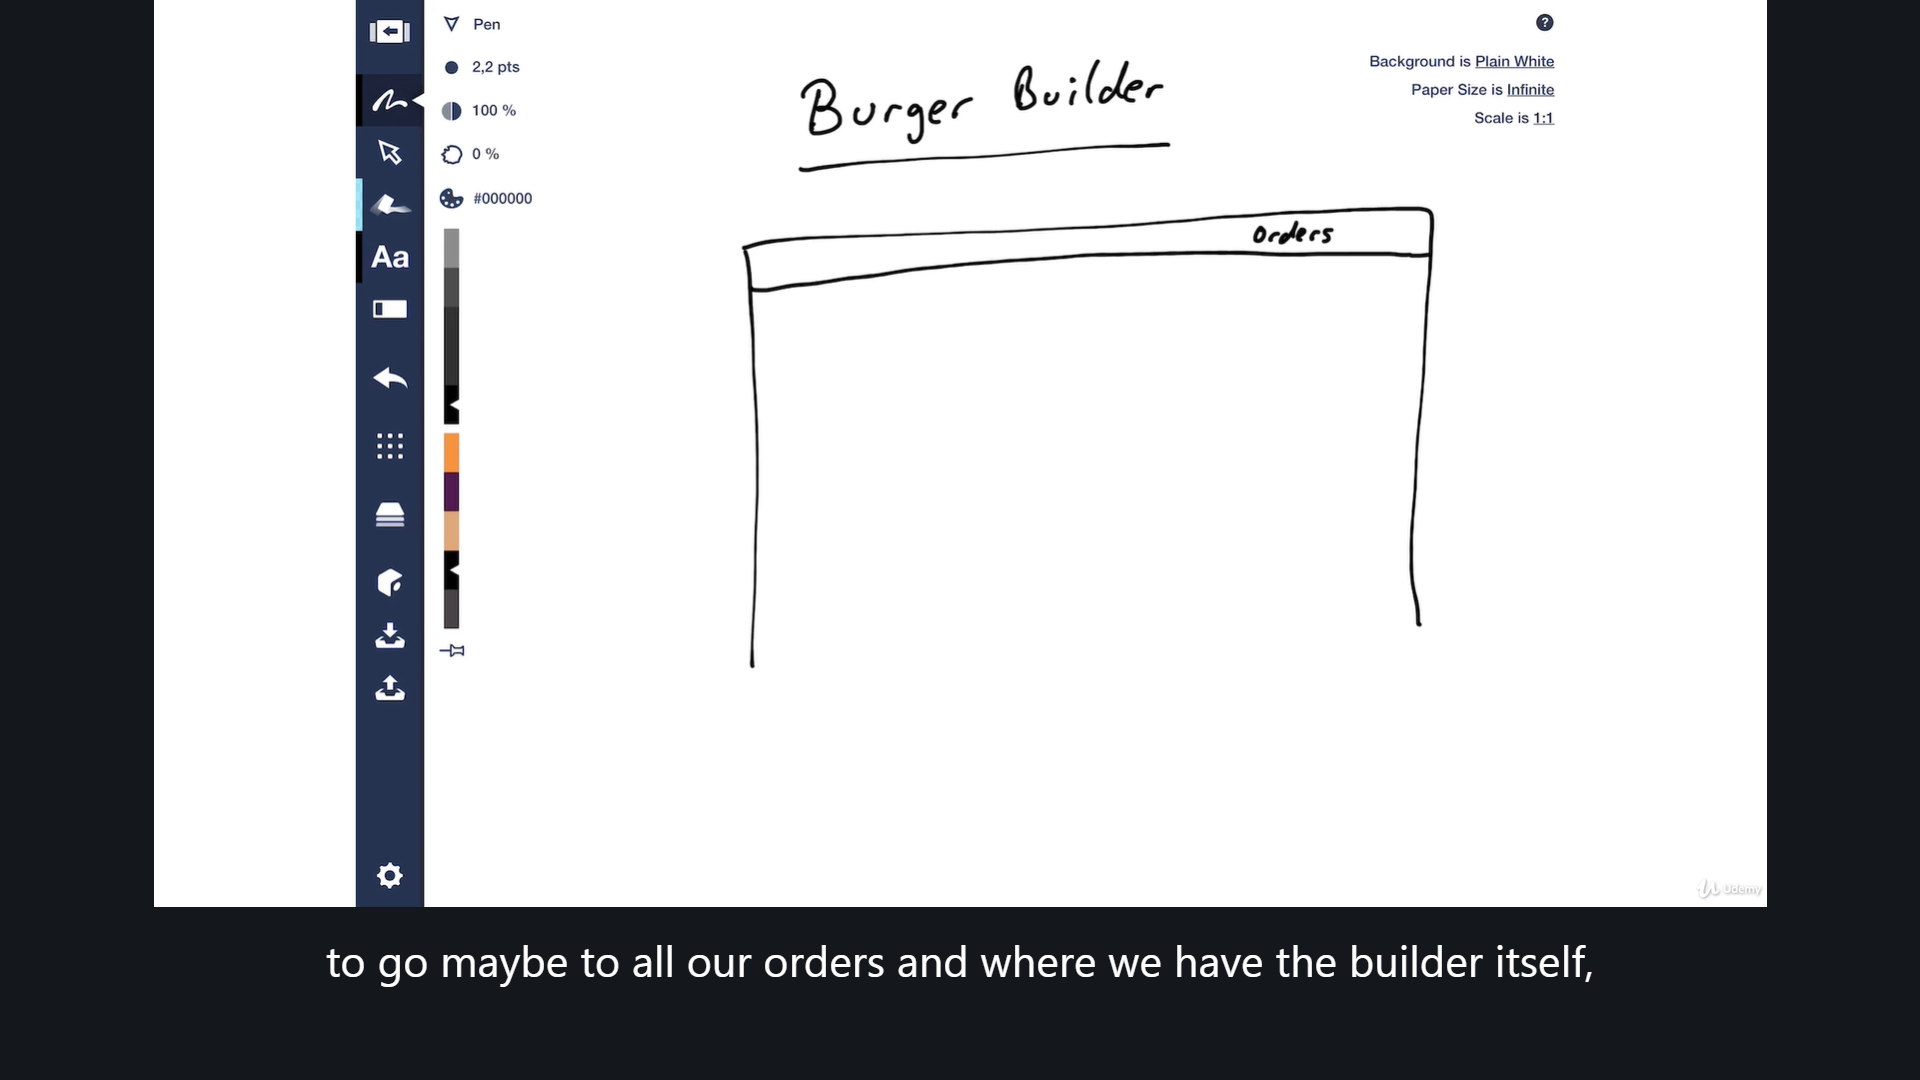 Pen
2,2 pts
100 %
0 %
#000000
Aa
Burger Builder
?
Background is Plain White
Paper Size is Infinite
Scale is 1:1
Orders
Udemy
to go maybe to all our orders and where we have the builder itself,